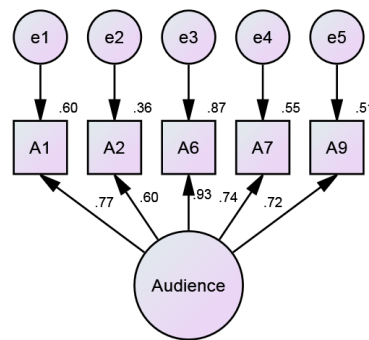 e1 e2 e3 e4 e5
.60 .36 .87 .55
A1 A2 A6 A7 A9
.77 .60 .93 .74 .72
Audience